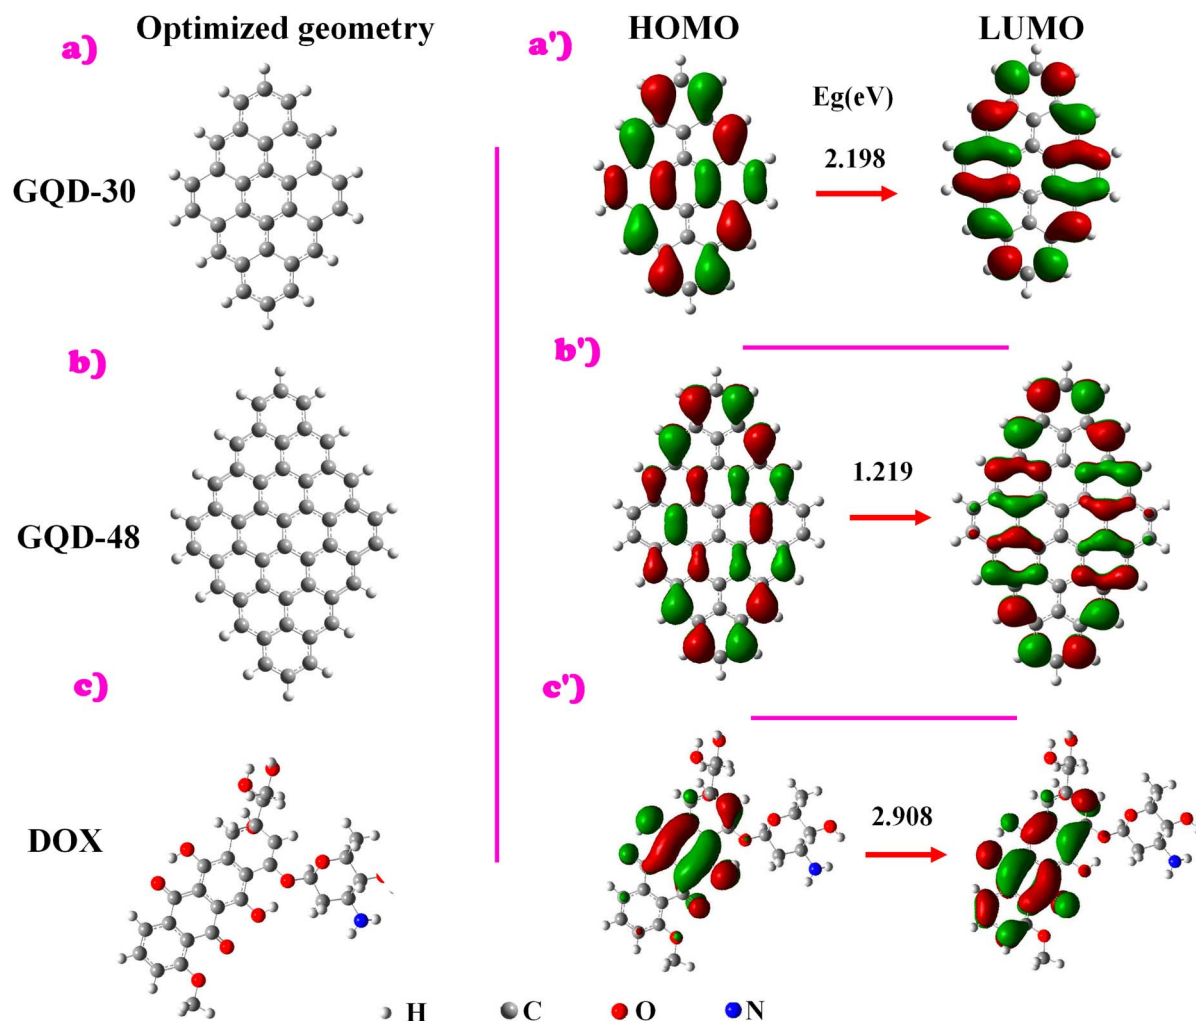 Optimized geometry
HOMO
LUMO
a)
a')
Eg(eV)
GQD-30
2.198
b)
b')
GQD-48
1.219
c)
c')
DOX
2.908
H
C
O
N